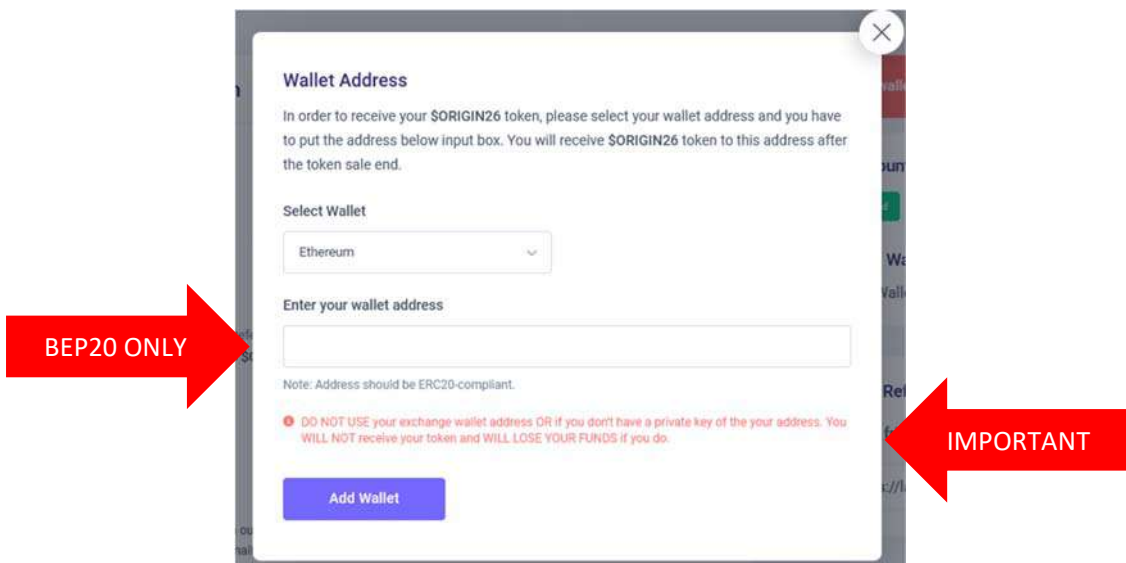 Wallet Address
In order to receive your $ORIGIN26 token, please select your wallet address and you have
to put the address below input box. You will receive $ORIGIN26 token to this address after
the token sale end.
Select Wallet
Ethereum
Enter your wallet address
BEP20 ONLY
Note: Address should be ERC20-compliant.
DO NOT USE your exchange wallet address OR if you don't have a private key of the your address. You
WILL NOT receive your token and WILL LOSE YOUR FUNDS if you do.
IMPORTANT
Add Wallet